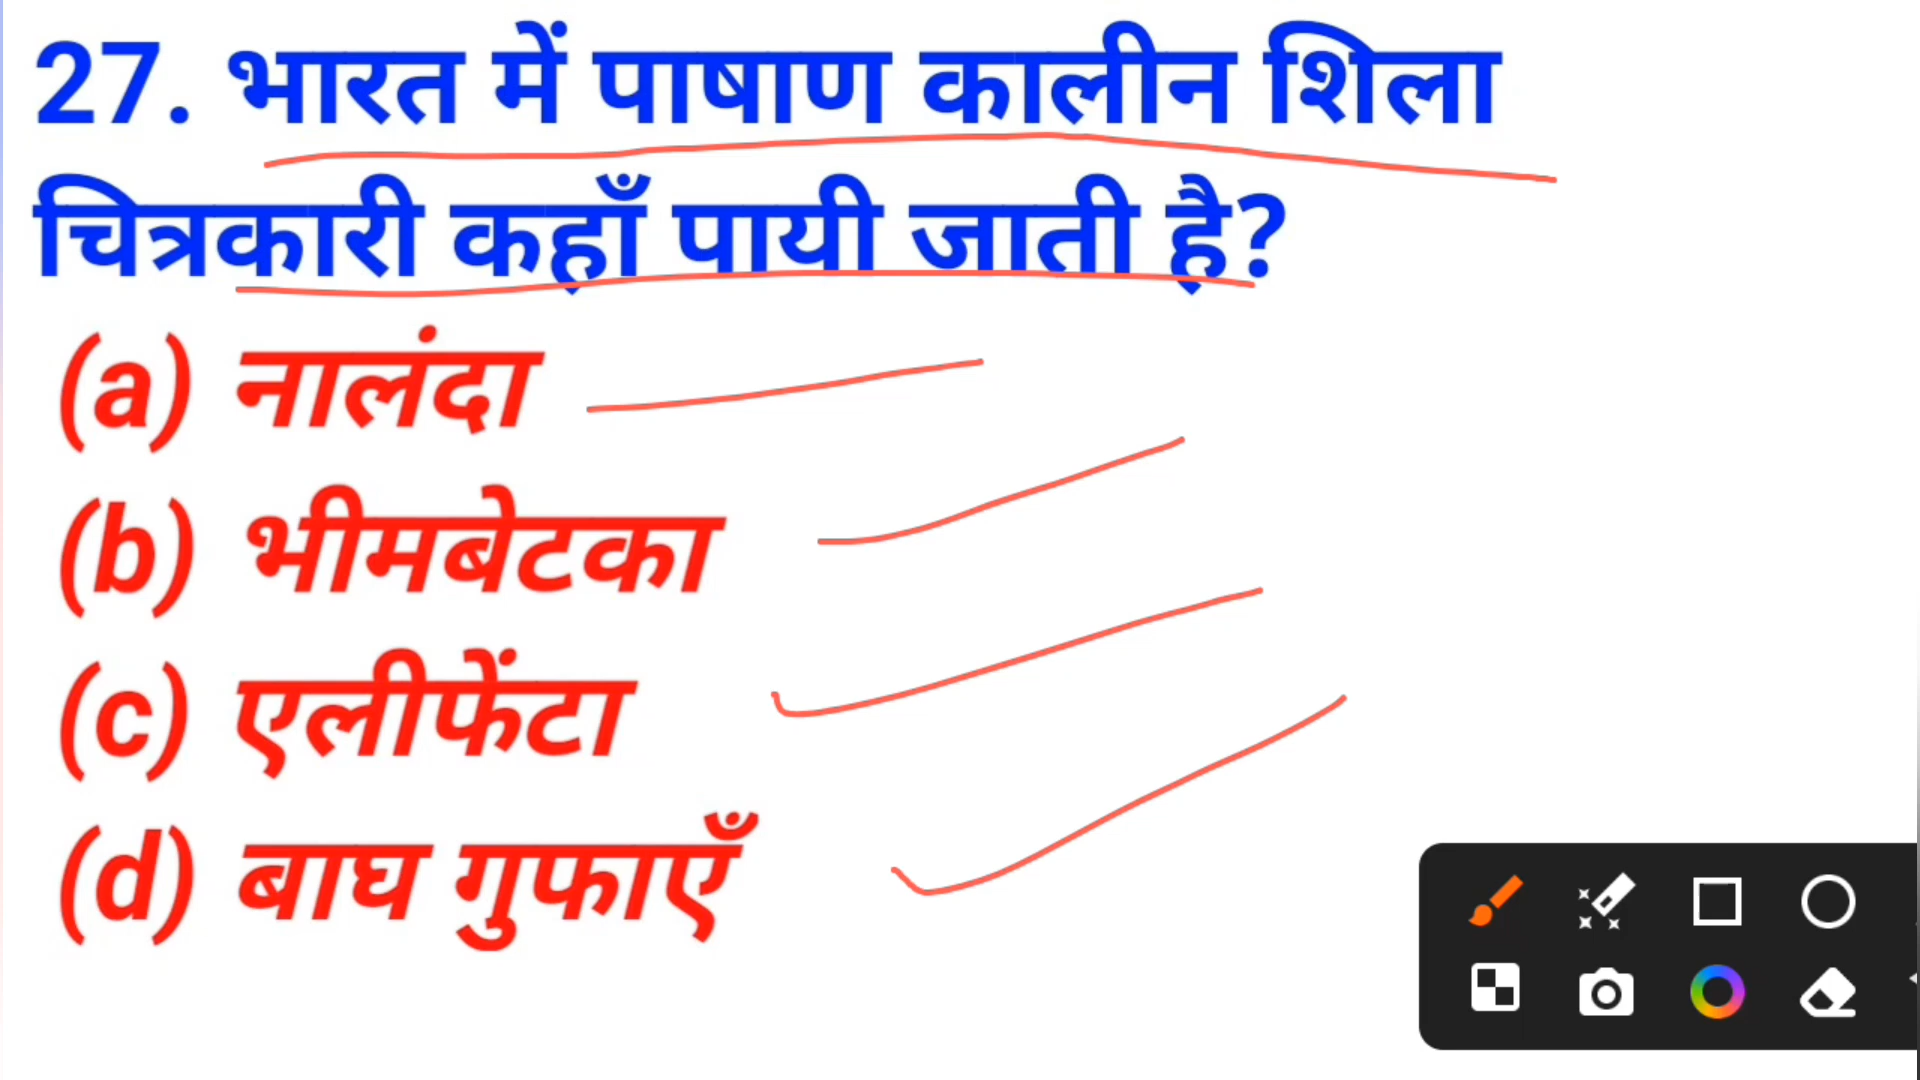 27. भारत में पाषाण कालीन शिला
चित्रकारी कहाँ पायी जाती है?
(a) नालंदा
(b) भीमबेटका
(c) एलीफेंटा
(d) बाघ गुफाएँ